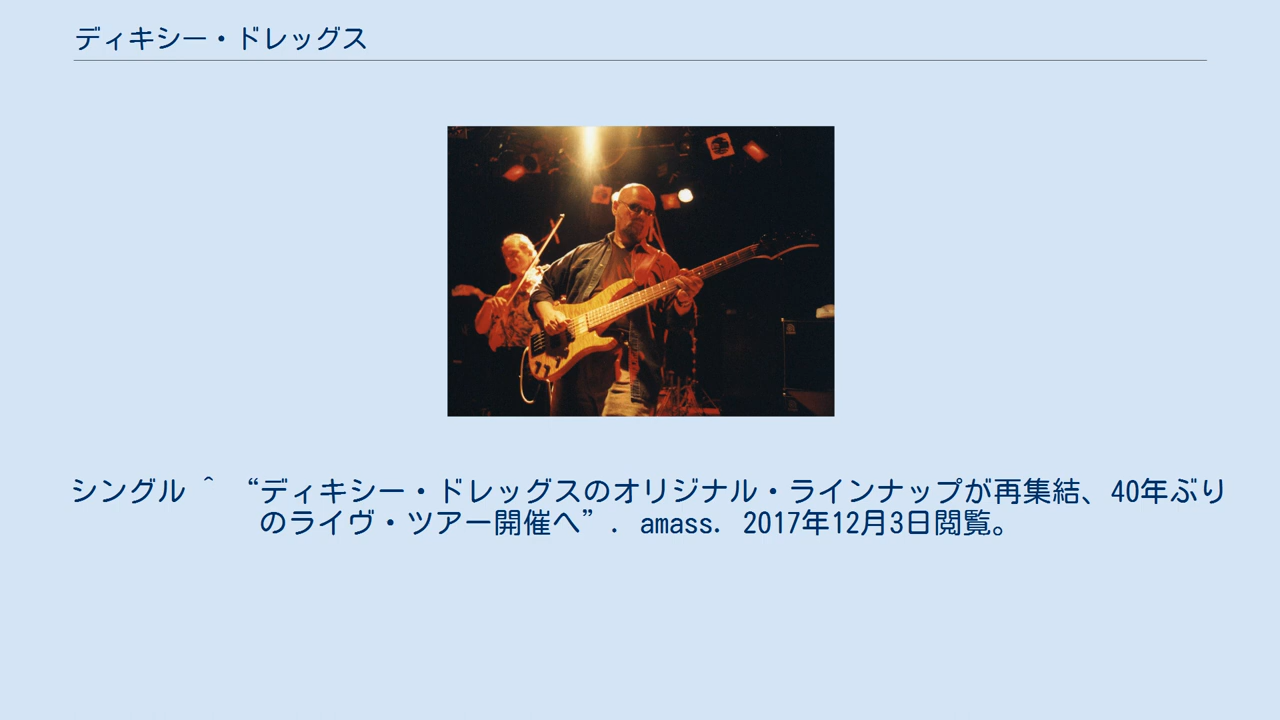 ディキシー・ドレッグス
シングル ^ “ディキシー・ドレッグスのオリジナル・ラインナップが再集結、40年ぶり
のライヴ・ツアー開催へ”. amass. 2017年12月3日閲覧。